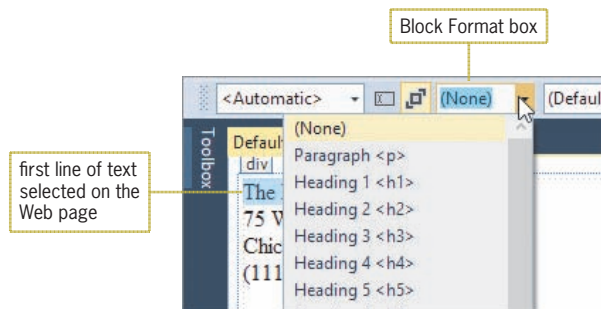 Block Format box
<Automatic>
(None)
(Defaul
Toolbox
Default
(None)
div
Paragraph <p>
first line of text
selected on the
Web page
The
Heading 1 <h1>
75 W
Heading 2 <h2>
Chic
Heading 3 <h3>
(111
Heading 4 <h4>
Heading 5 <h5>